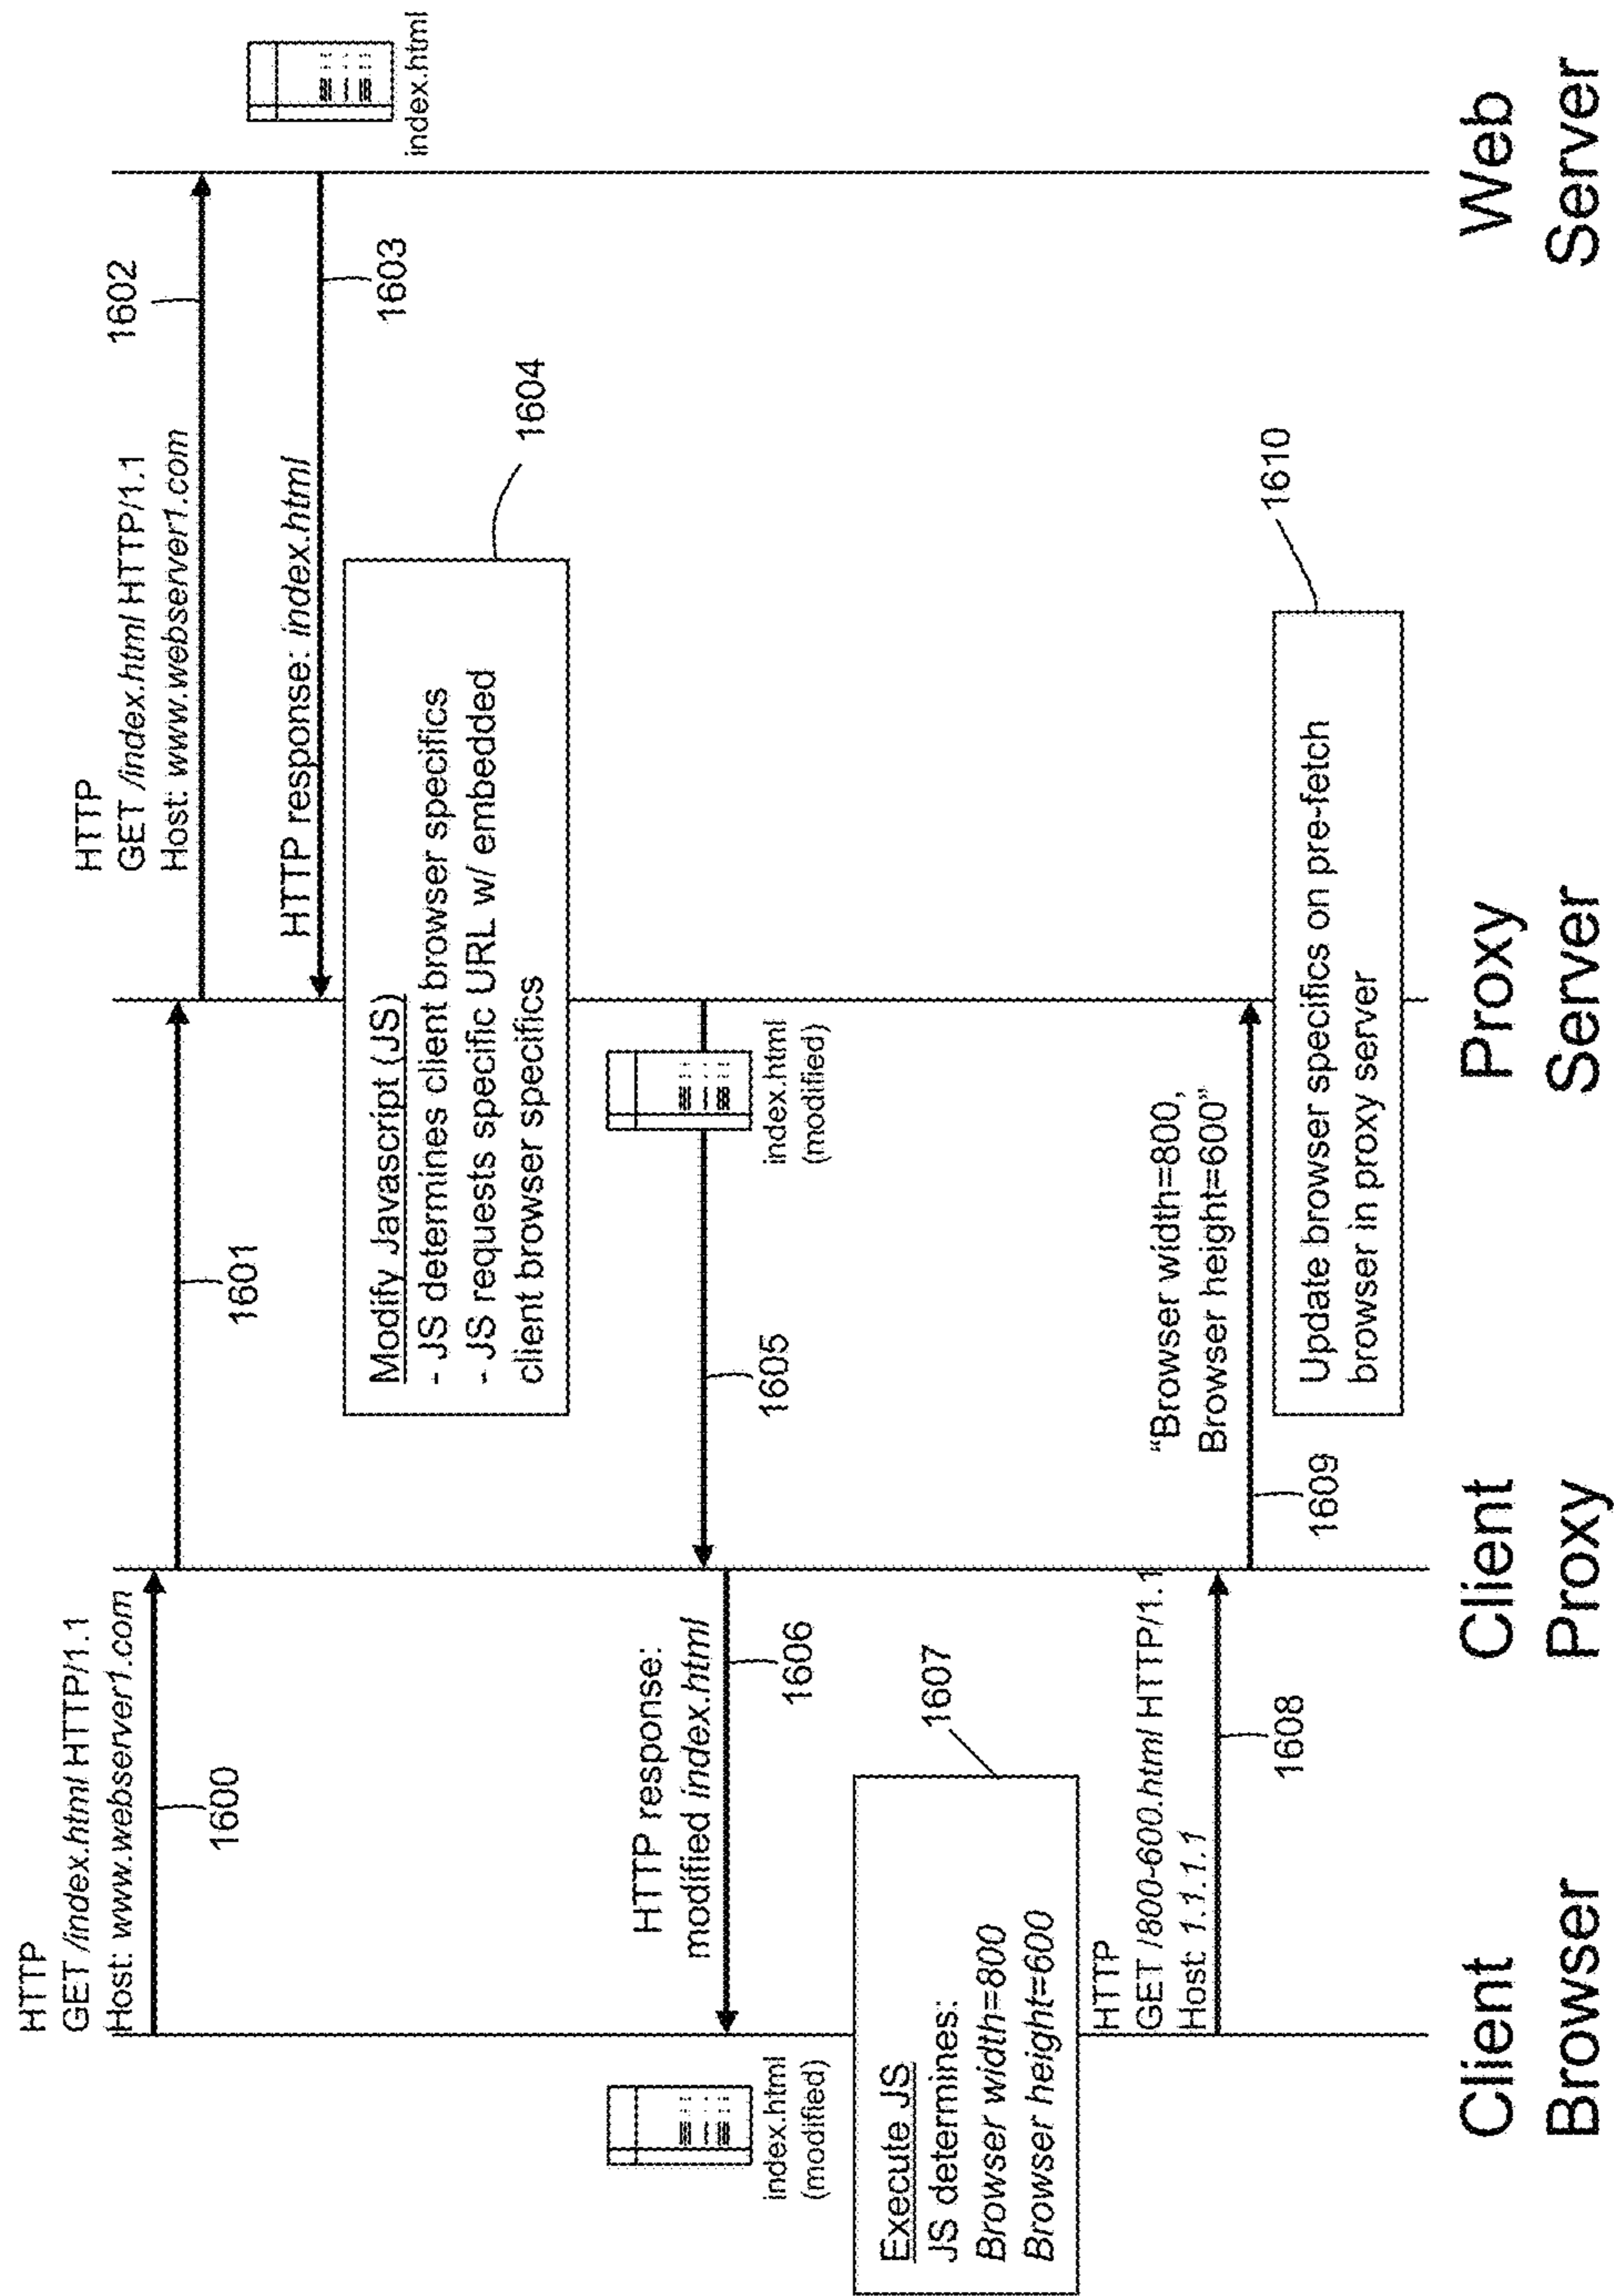 HTTP
GET /index.html HTTP/1.1
Host: www.webserver1.com
1600
1601
HTTP
GET /index.html HTTP/1.1
Host: www.webserver1.com
1602
index.html
HTTP response: index.html
1603
Modify Javascript (JS)
- JS determines client browser specifics
- JS requests specific URL w/ embedded
client browser specifics
1604
index.html
(modified)
1605
HTTP response:
modified index.html
1606
index.html
(modified)
Execute JS
JS determines:
Browser width=800
Browser height=600
1607
HTTP
GET /800-600.html HTTP/1.1
Host: 1.1.1.1
1608
"Browser width=800,
Browser height=600"
1609
Update browser specifics on pre-fetch
browser in proxy server
1610
Client
Browser
Client
Proxy
Proxy
Server
Web
Server